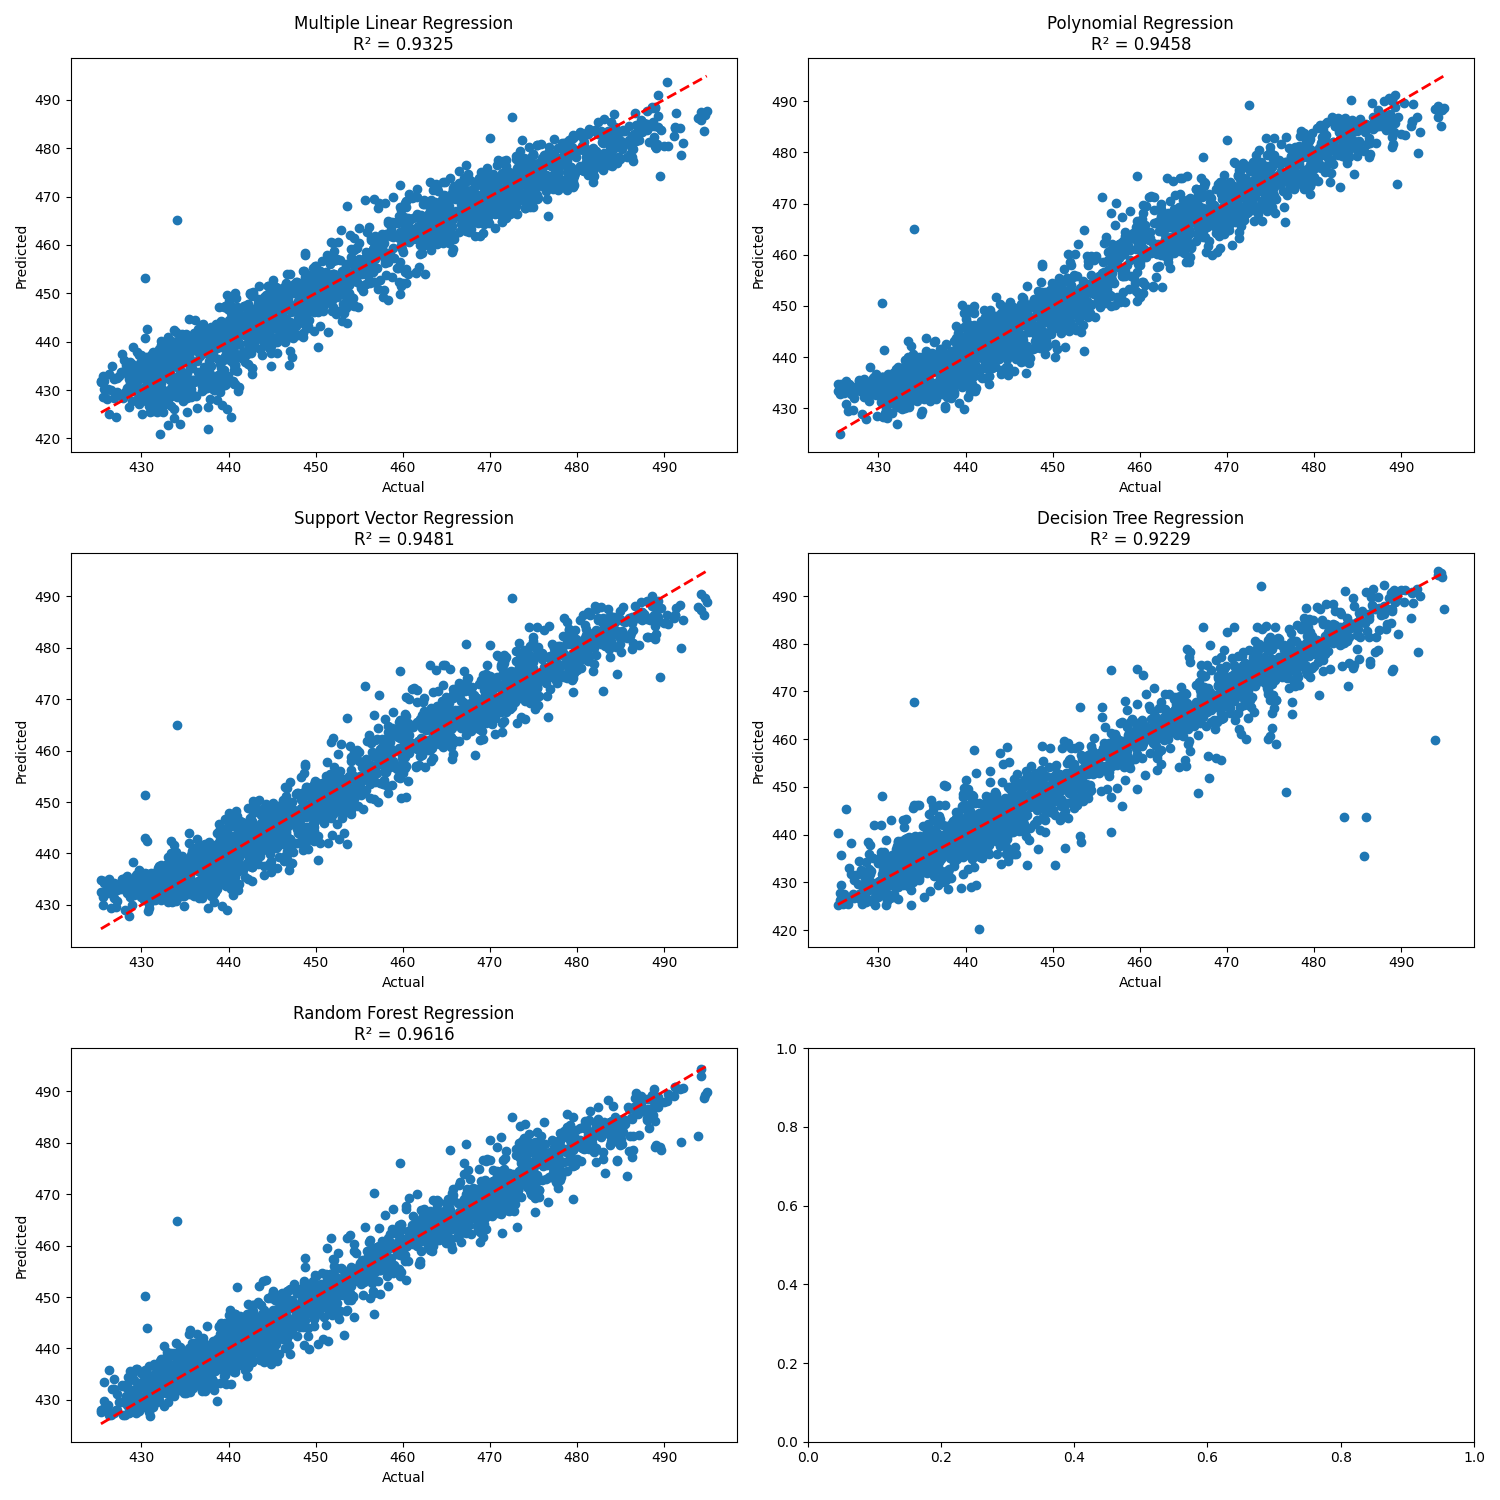 Multiple Linear Regression
R² = 0.9325
490
480
470
460
450
440
430
420
Predicted
430 440 450 460 470 480 490
Actual
Polynomial Regression
R² = 0.9458
490
480
470
460
450
440
430
Predicted
430 440 450 460 470 480 490
Actual
Support Vector Regression
R² = 0.9481
490
480
470
460
450
440
430
Predicted
430 440 450 460 470 480 490
Actual
Decision Tree Regression
R² = 0.9229
490
480
470
460
450
440
430
420
Predicted
430 440 450 460 470 480 490
Actual
Random Forest Regression
R² = 0.9616
490
480
470
460
450
440
430
Predicted
430 440 450 460 470 480 490
Actual
1.0
0.8
0.6
0.4
0.2
0.0
0.0 0.2 0.4 0.6 0.8 1.0